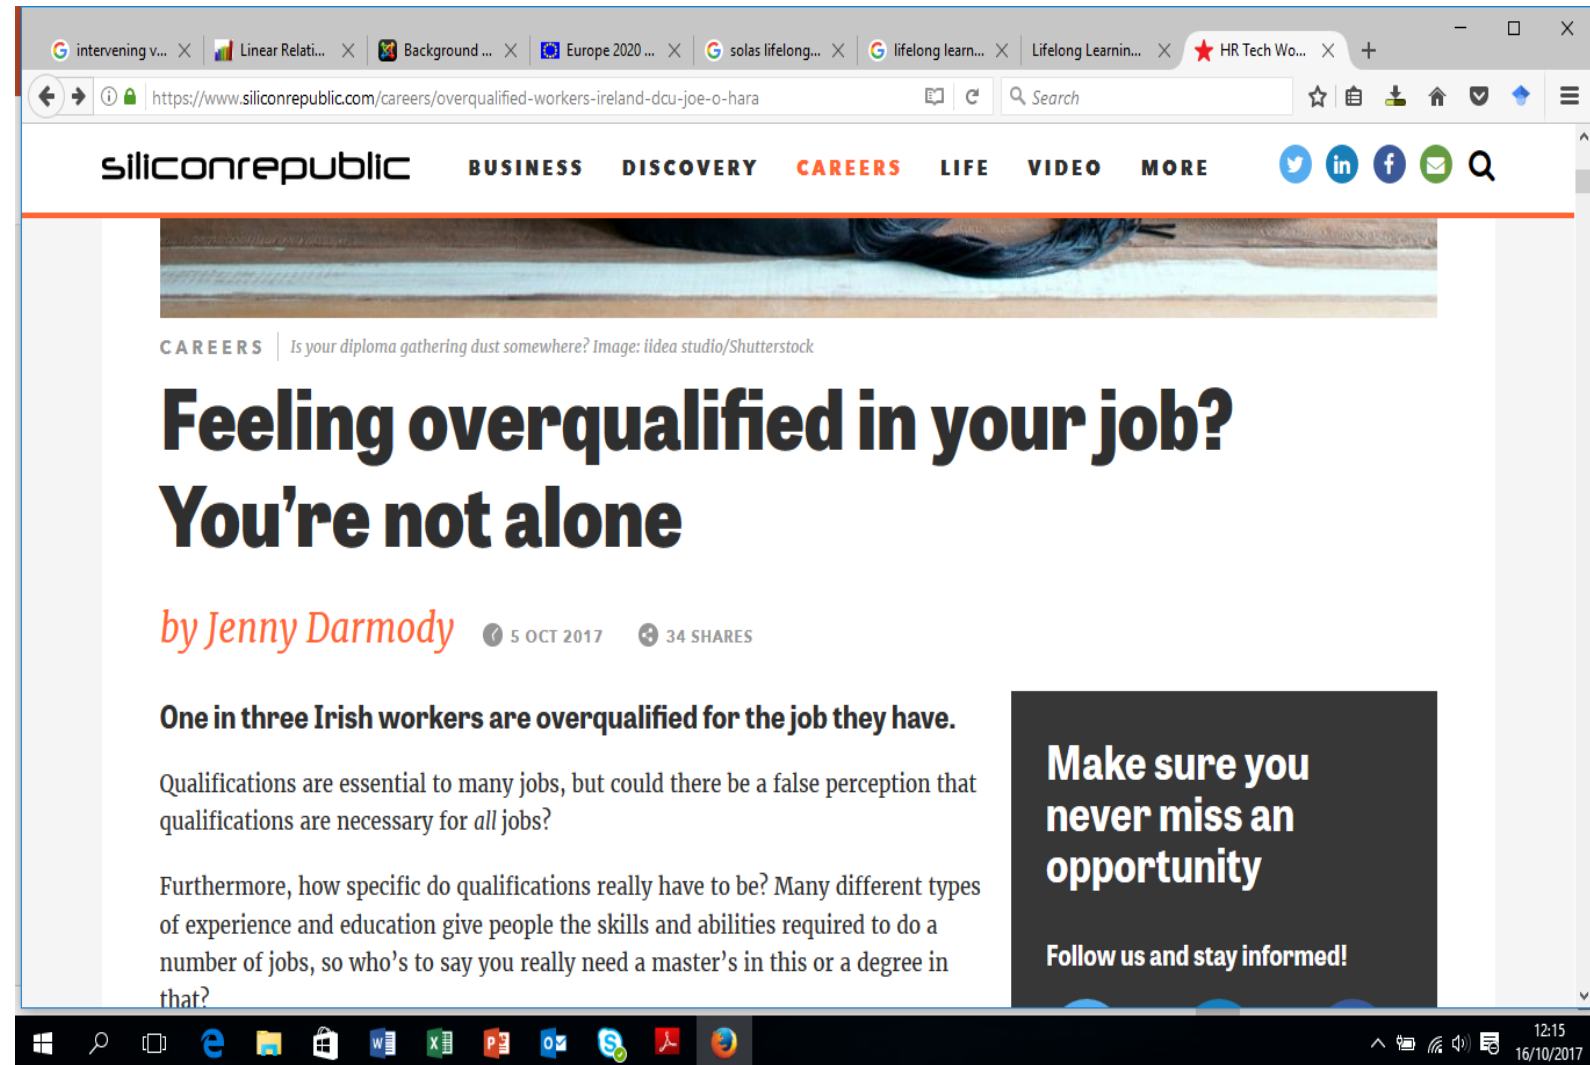 intervening v...
Linear Relati...
Background ...
Europe 2020 ...
solas lifelong...
lifelong learn...
Lifelong Learnin...
HR Tech Wo...
https://www.siliconrepublic.com/careers/overqualified-workers-ireland-dcu-joe-o-hara
Search
siliconrepublic
BUSINESS DISCOVERY CAREERS LIFE VIDEO MORE
CAREERS Is your diploma gathering dust somewhere? Image: iidea studio/Shutterstock
Feeling overqualified in your job?
You're not alone
by Jenny Darmody 5 OCT 2017 34 SHARES
One in three Irish workers are overqualified for the job they have.
Qualifications are essential to many jobs, but could there be a false perception that
qualifications are necessary for all jobs?
Furthermore, how specific do qualifications really have to be? Many different types
of experience and education give people the skills and abilities required to do a
number of jobs, so who's to say you really need a master's in this or a degree in
that?
Make sure you
never miss an
opportunity
Follow us and stay informed!
12:15
16/10/2017